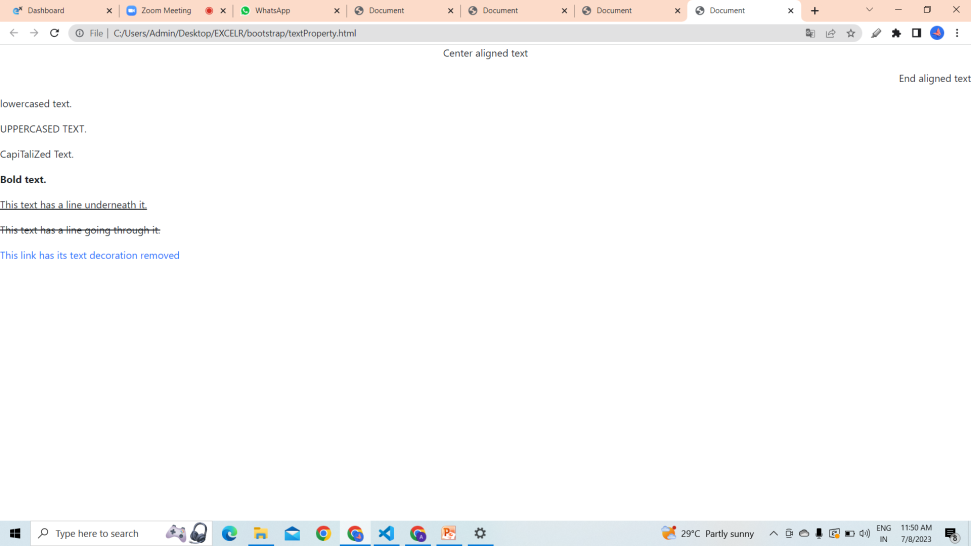 Dashboard
Zoom Meeting
WhatsApp
Document
Document
Document
Document
File | C:/Users/Admin/Desktop/EXCELR/bootstrap/textProperty.html
Center aligned text
End aligned text
lowercased text.
UPPERCASED TEXT.
CapiTaliZed Text.
Bold text.
This text has a line underneath it.
This text has a line going through it.
This link has its text decoration removed
Type here to search
29°C Partly sunny
ENG
IN
11:50 AM
7/8/2023
8